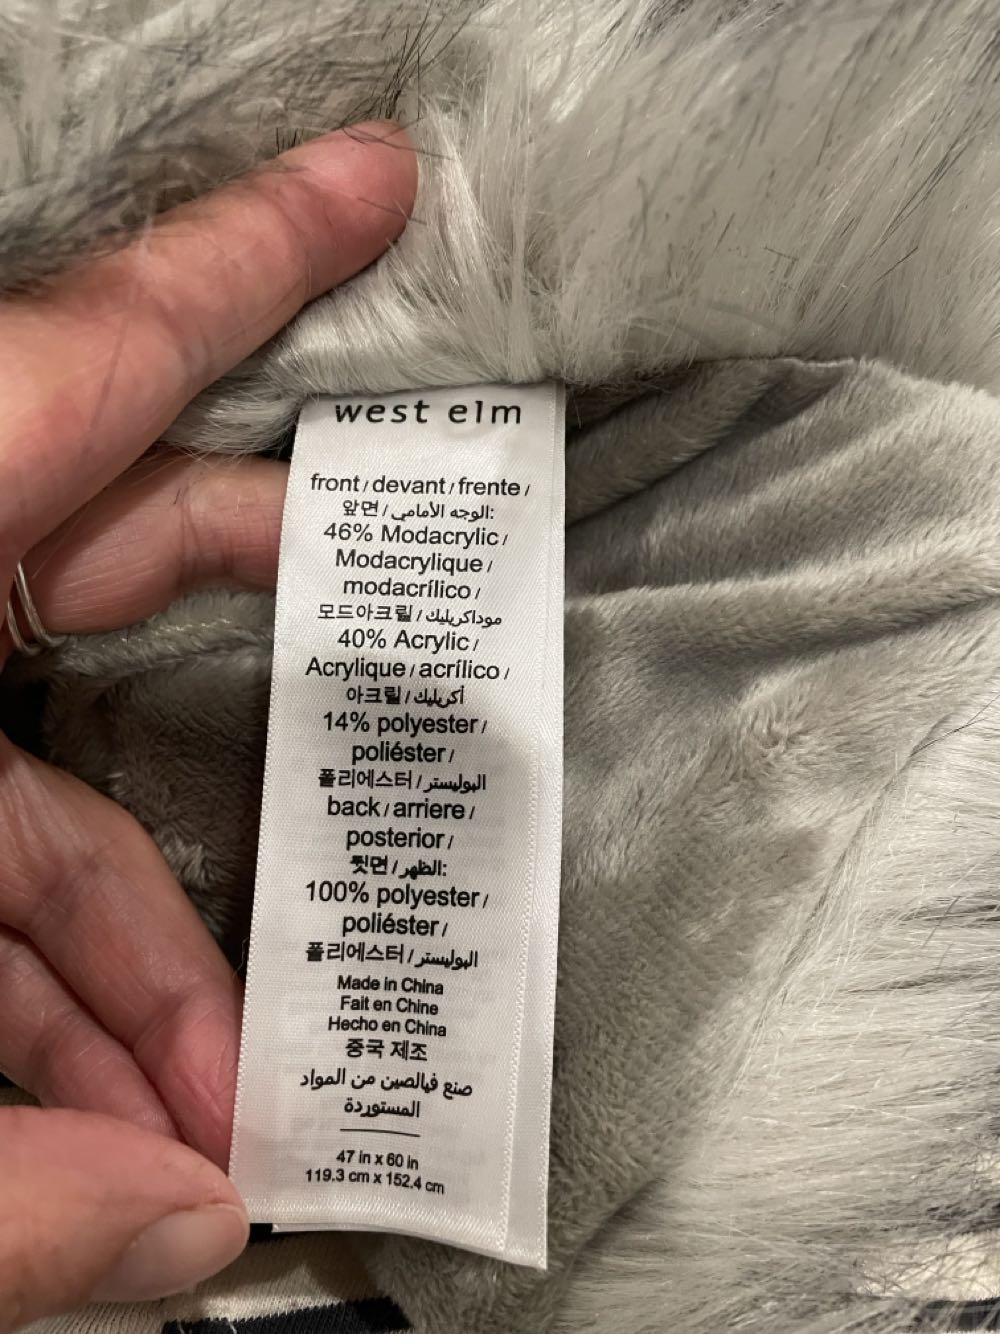 west elm
front / devant / frente /
앞면 / الوجه الأمامي:
46% Modacrylic /
Modacrylique /
modacrílico /
모드아크릴 / موداكريليك
40% Acrylic /
Acrylique / acrílico /
아크릴 / أكريليك
14% polyester /
poliéster /
폴리에스터 / البوليستر
back / arriere /
posterior /
뒷면 / الظهر:
100% polyester /
poliéster /
폴리에스터 / البوليستر
Made in China
Fait en Chine
Hecho en China
중국 제조
صنع فيالصين من المواد
المستوردة
47 in x 60 in
119.3 cm x 152.4 cm